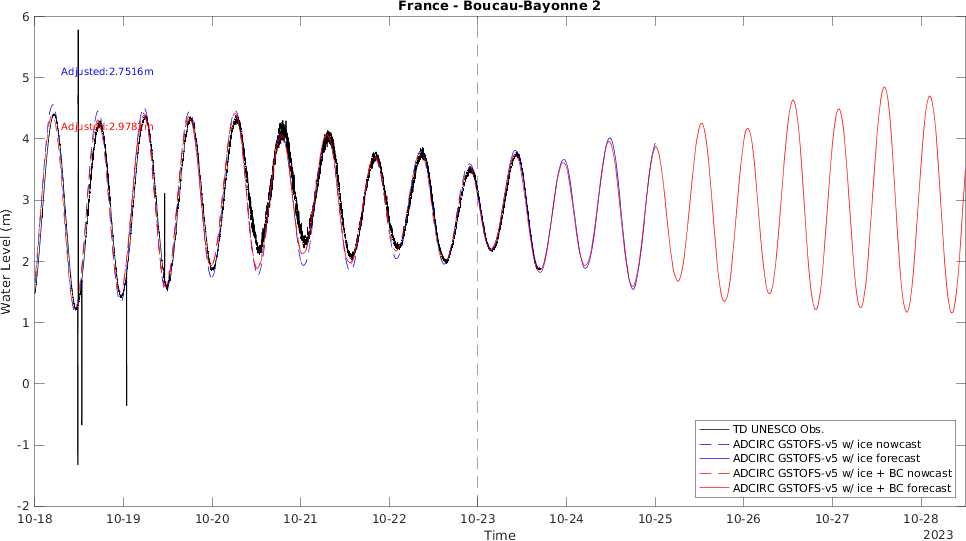 France - Boucau-Bayonne 2
6
5
4
3
2
1
0
-1
-2
Water Level (m)
Adjusted:2.7516m
TD UNESCO Obs.
ADCIRC GSTOFS-v5 w/ ice nowcast
ADCIRC GSTOFS-v5 w/ ice forecast
ADCIRC GSTOFS-v5 w/ ice + BC nowcast
ADCIRC GSTOFS-v5 w/ ice + BC forecast
10-18 10-19 10-20 10-21 10-22 10-23 10-24 10-25 10-26 10-27 10-28
Time
2023